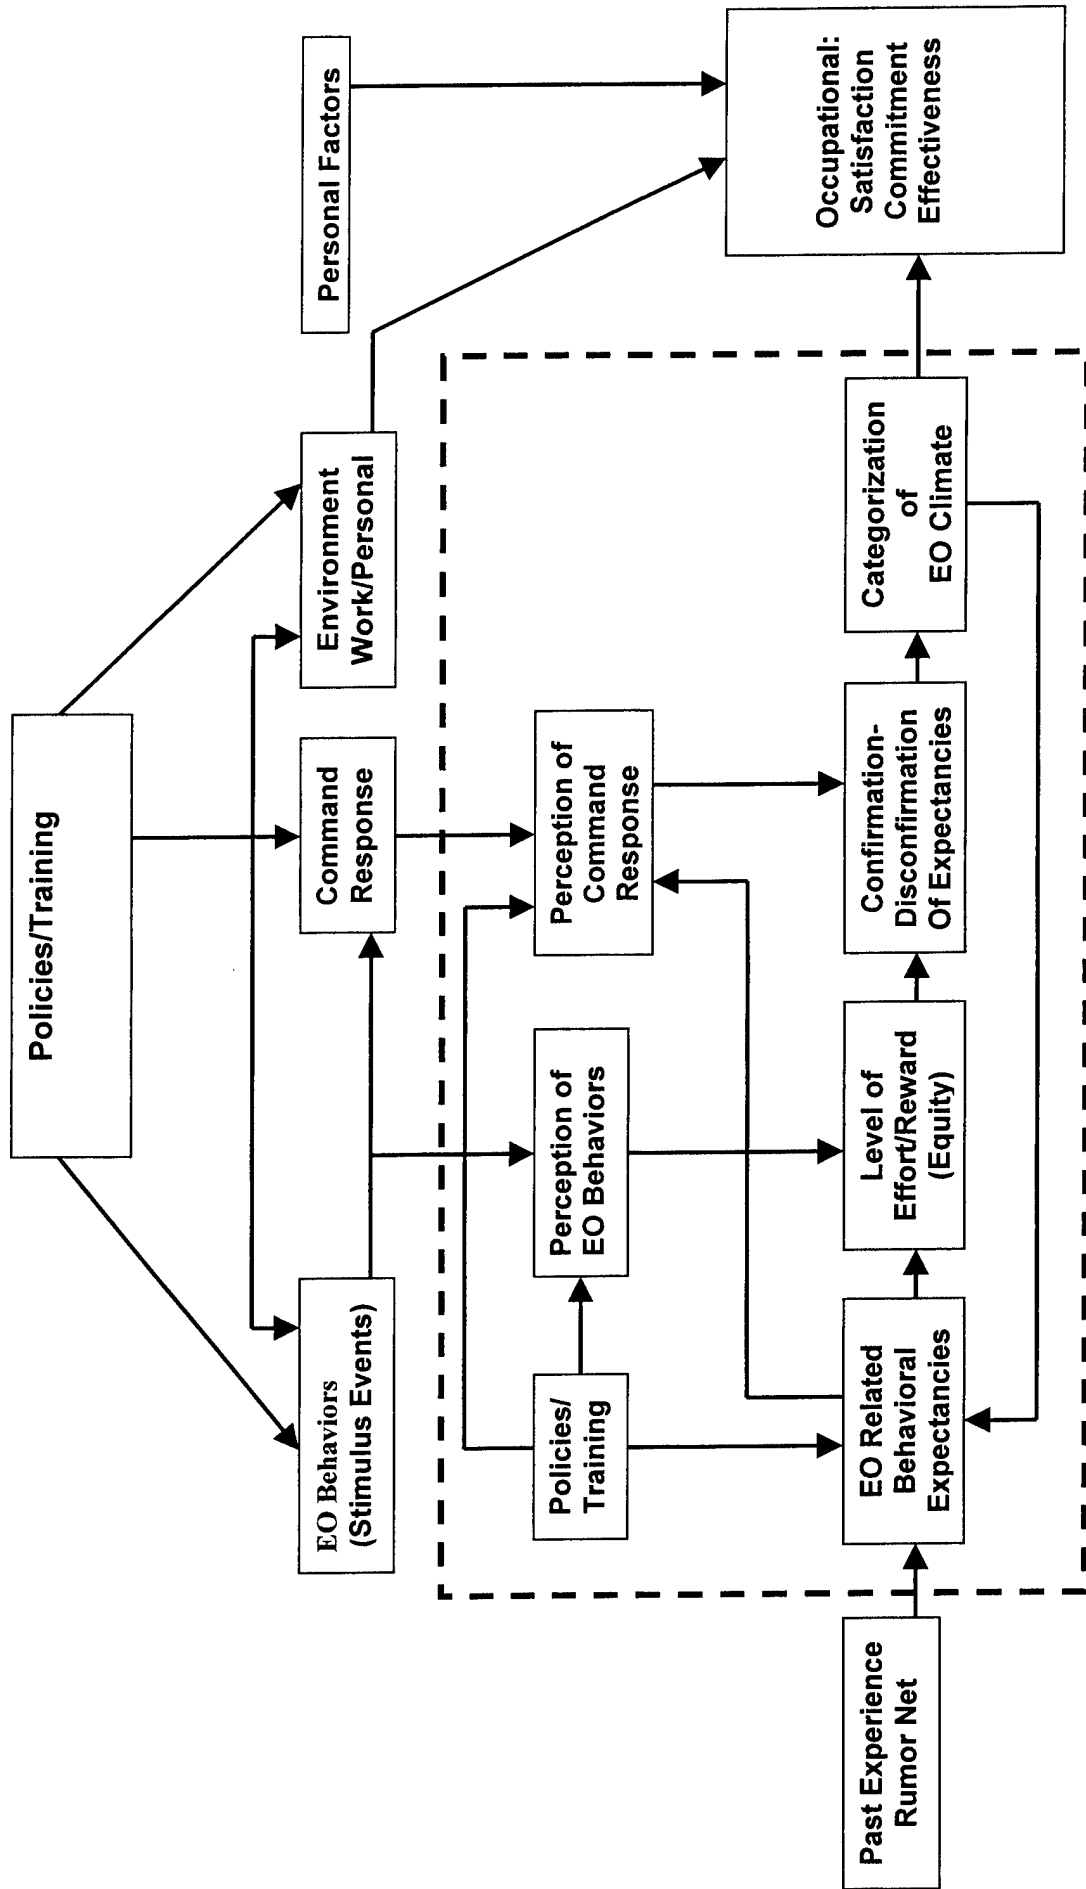 Policies/Training
EO Behaviors
(Stimulus Events)
Command
Response
Environment
Work/Personal
Personal Factors
Policies/
Training
Perception of
EO Behaviors
Perception of
Command
Response
Past Experience
Rumor Net
EO Related
Behavioral
Expectancies
Level of
Effort/Reward
(Equity)
Confirmation-
Disconfirmation
Of Expectancies
Categorization
of
EO Climate
Occupational:
Satisfaction
Commitment
Effectiveness